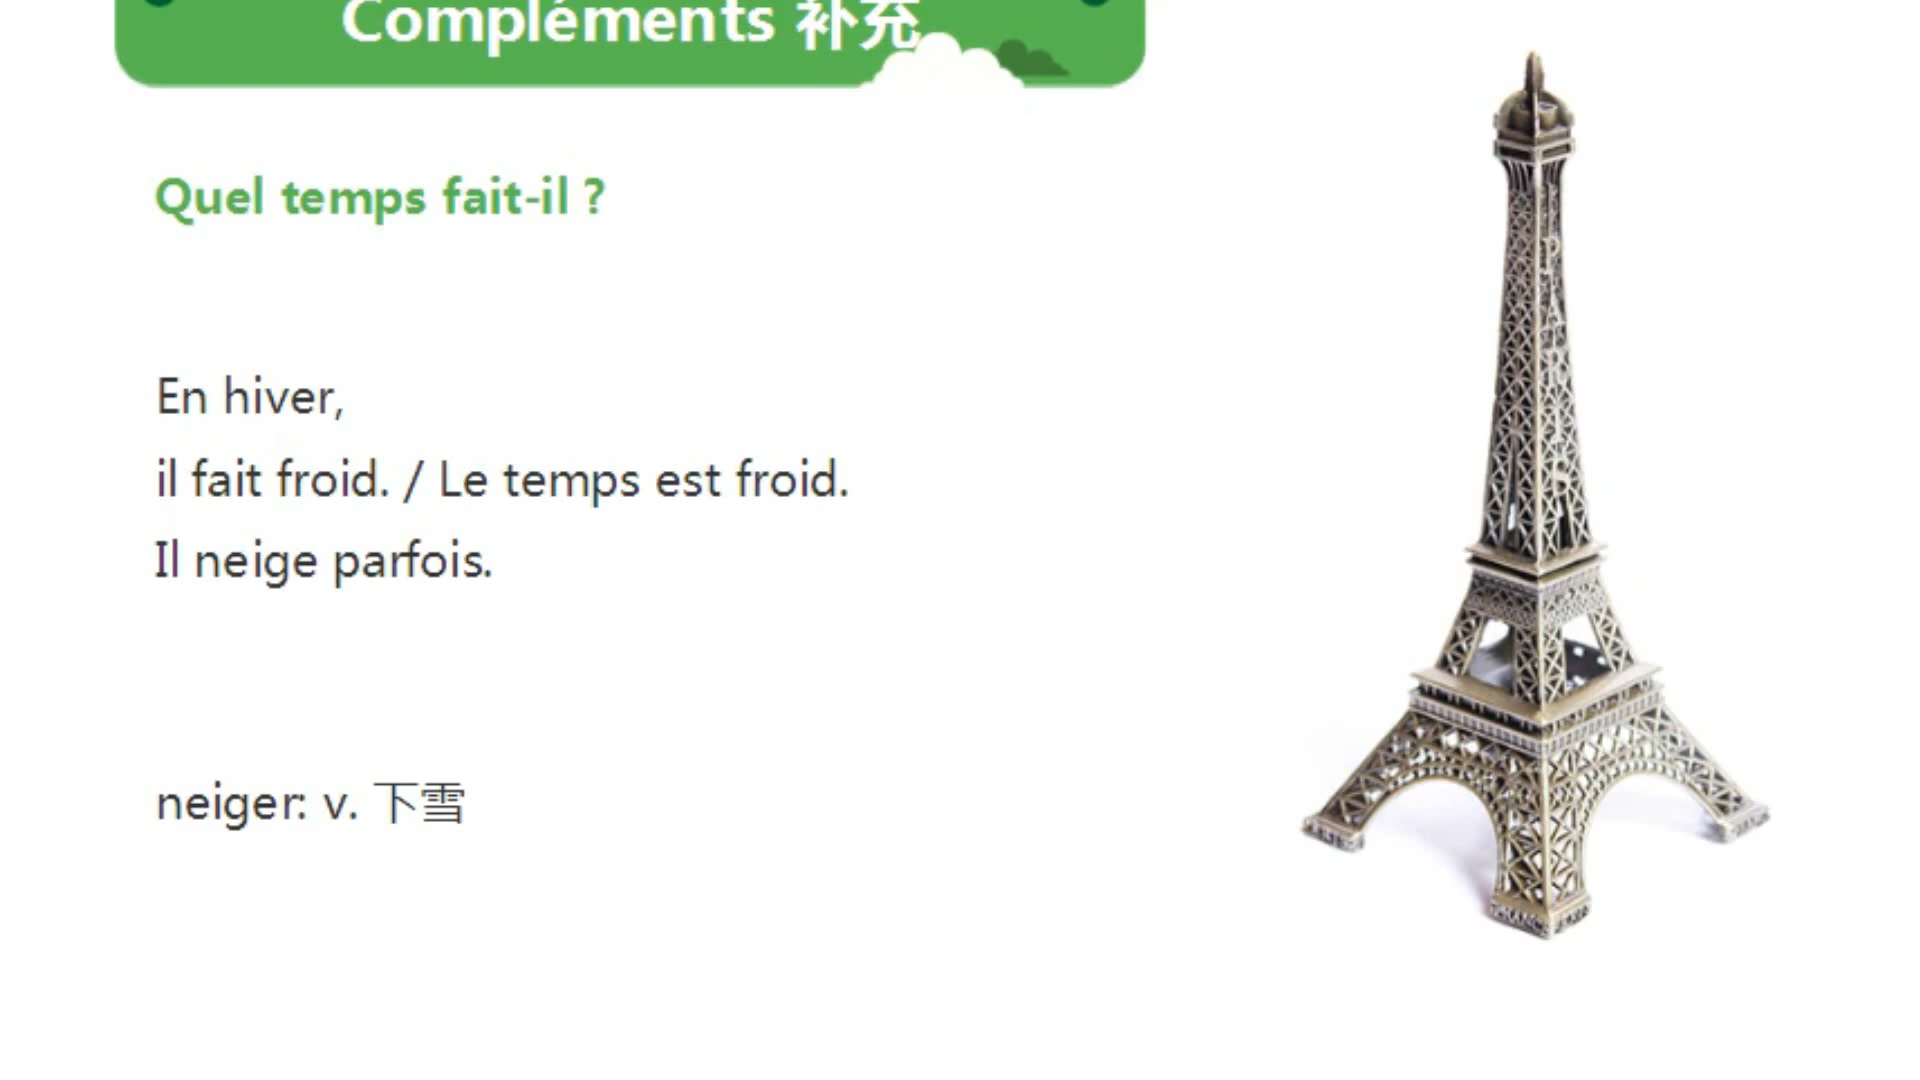 Compléments 补充
Quel temps fait-il ?
En hiver,
il fait froid. / Le temps est froid.
Il neige parfois.
neiger: v. 下雪
PARIS